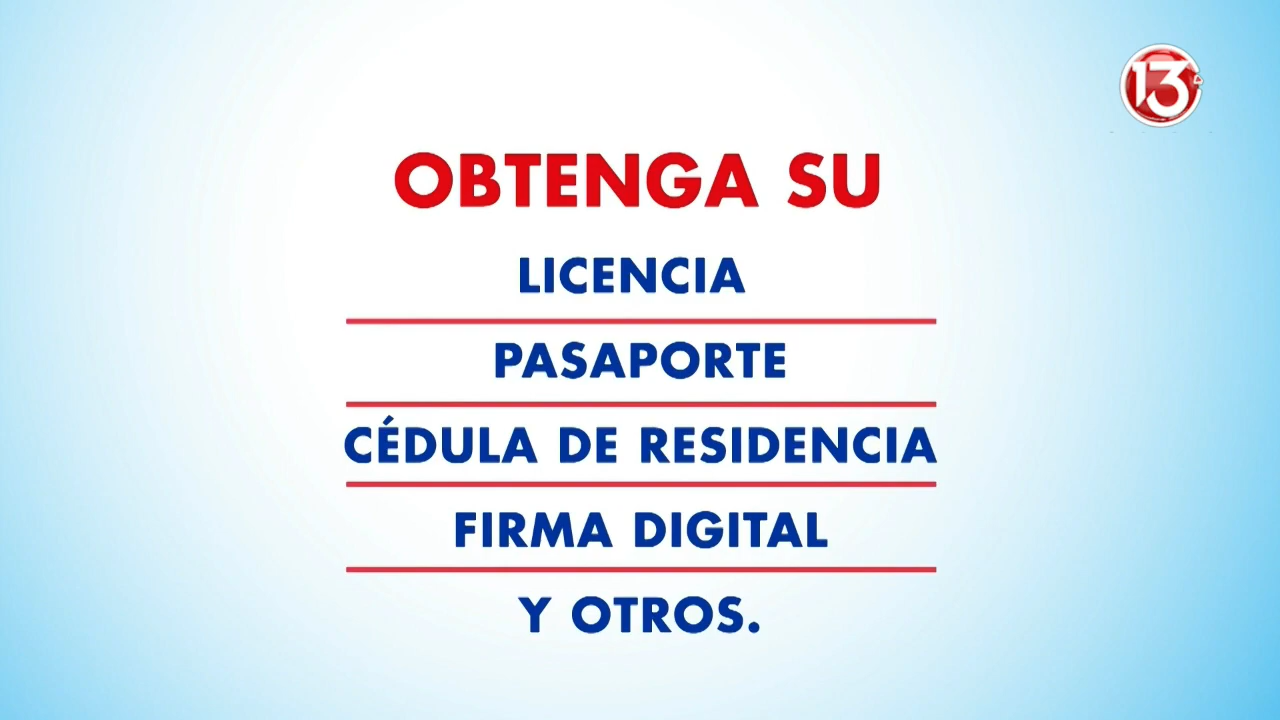 13
OBTENGA SU
LICENCIA
PASAPORTE
CÉDULA DE RESIDENCIA
FIRMA DIGITAL
Y OTROS.